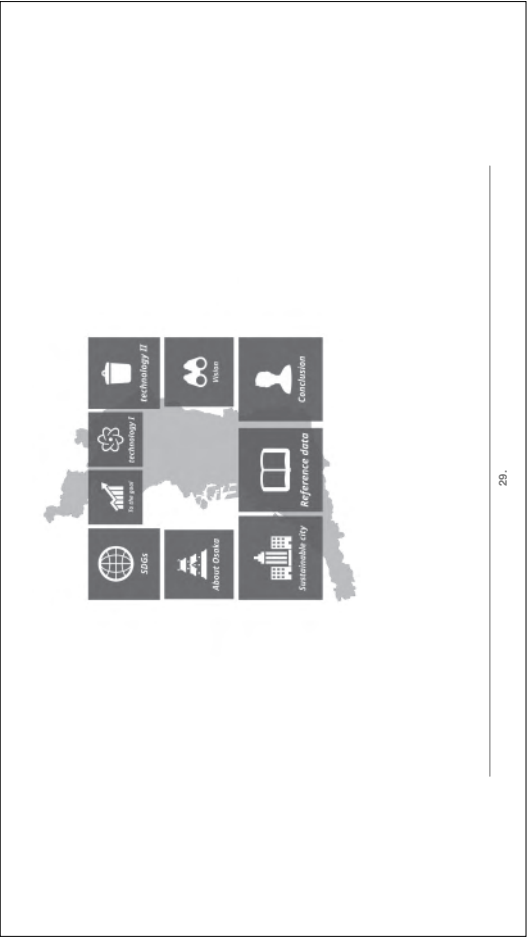 SDGs
To the goal
technology I
technology II
About Osaka
Vision
Sustainable city
Reference data
Conclusion
29.